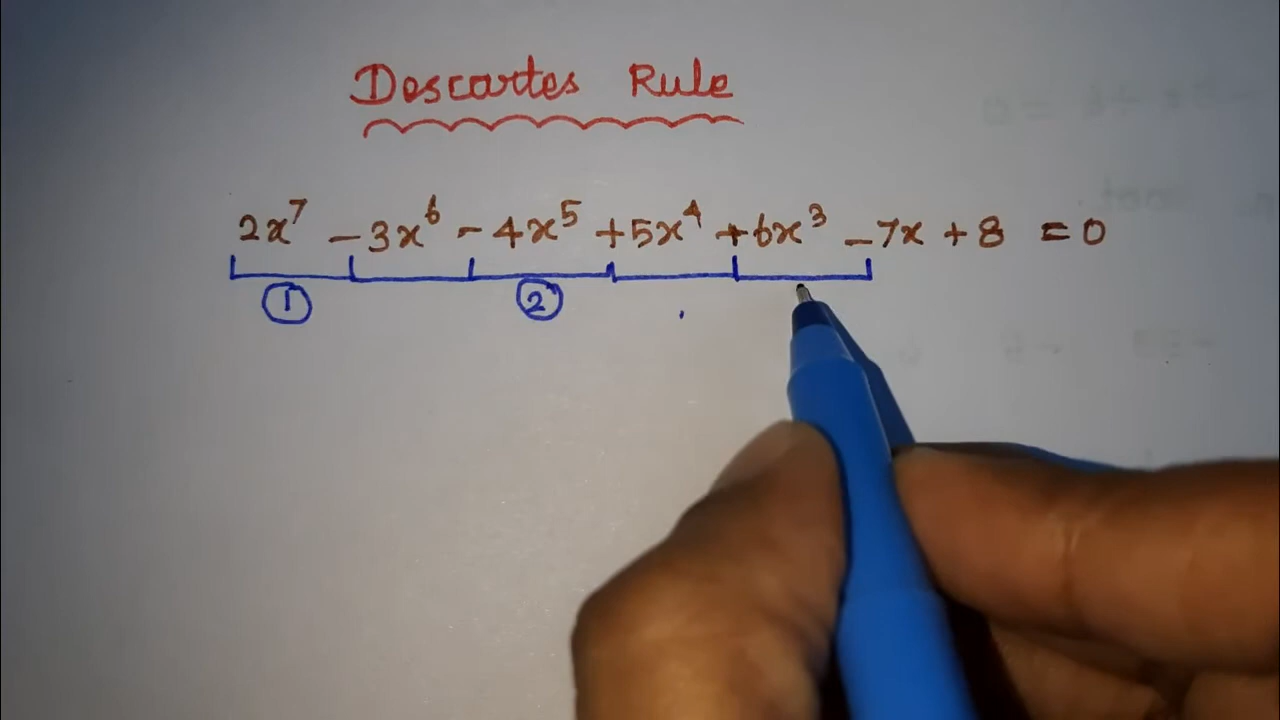 Descartes Rule
2x⁷ - 3x⁶ - 4x⁵ + 5x⁴ + 6x³ - 7x + 8 = 0
① ②